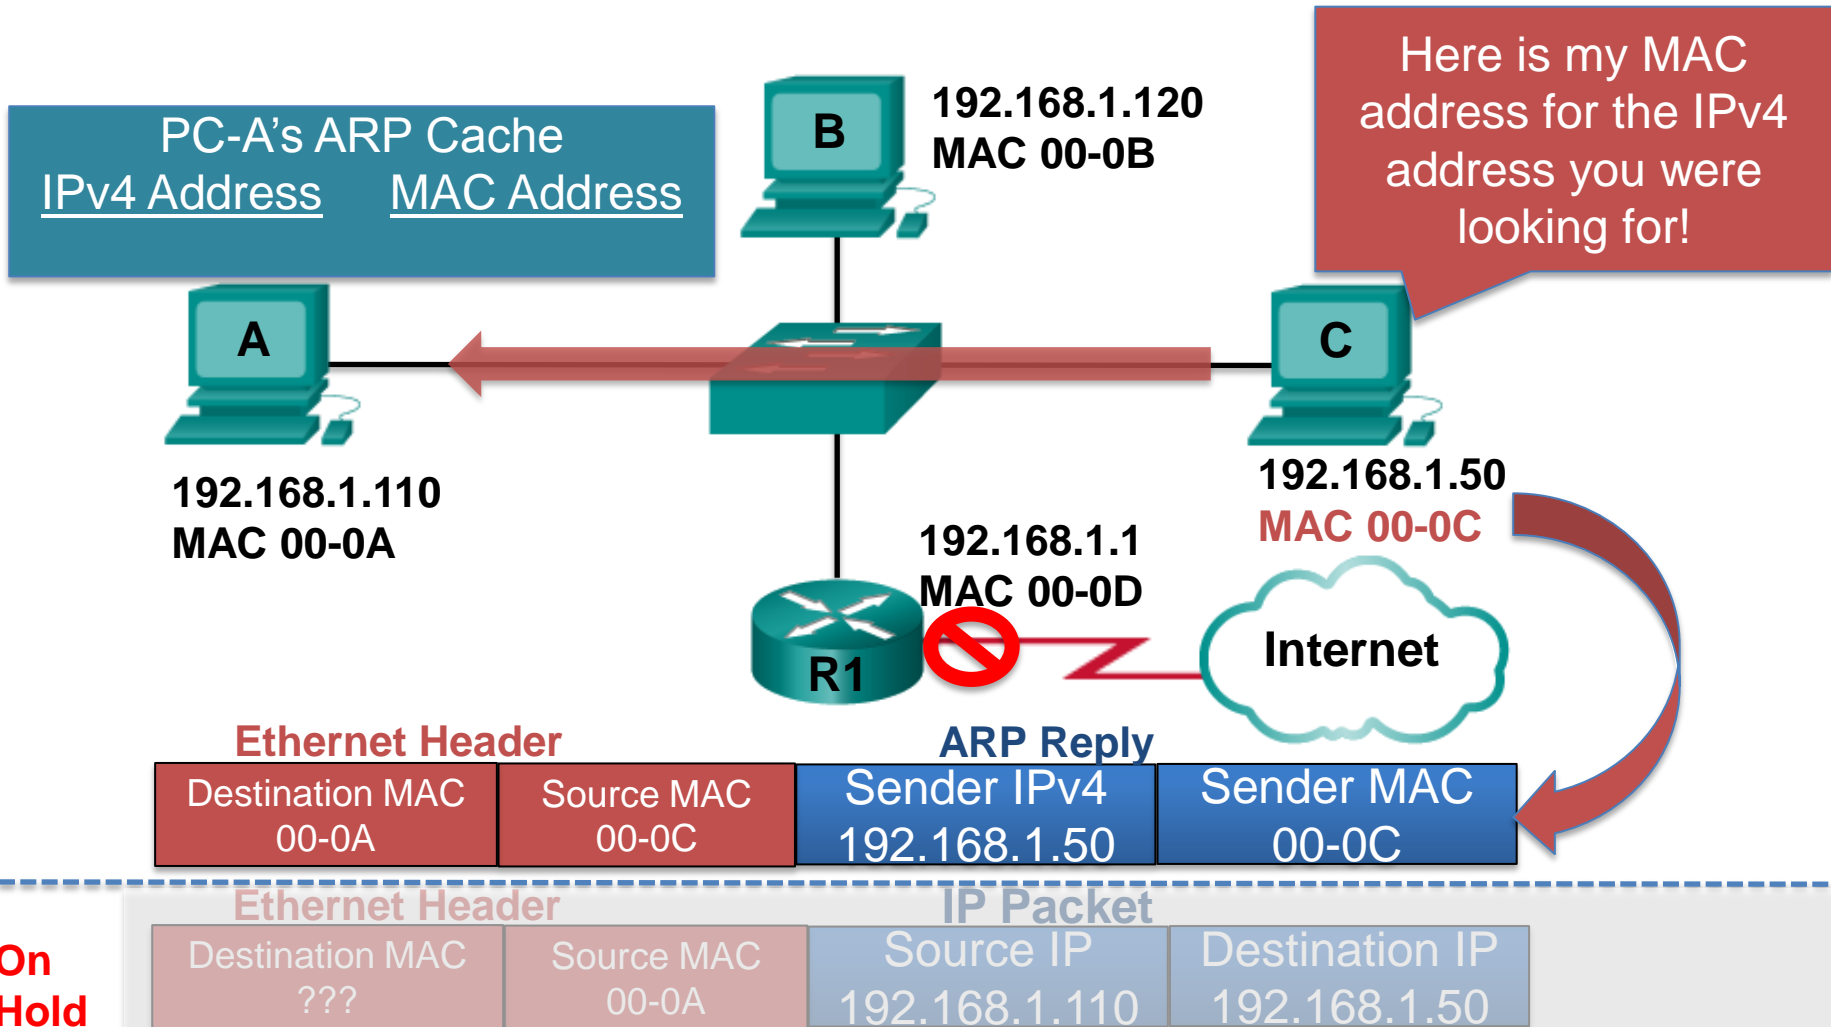 Here is my MAC
address for the IPv4
address you were
looking for!
PC-A’s ARP Cache
IPv4 Address MAC Address
B
192.168.1.120
MAC 00-0B
A
192.168.1.110
MAC 00-0A
C
192.168.1.50
MAC 00-0C
192.168.1.1
MAC 00-0D
R1
Internet
Ethernet Header
ARP Reply
Destination MAC
00-0A
Source MAC
00-0C
Sender IPv4
192.168.1.50
Sender MAC
00-0C
On
Hold
Ethernet Header
IP Packet
Destination MAC
???
Source MAC
00-0A
Source IP
192.168.1.110
Destination IP
192.168.1.50